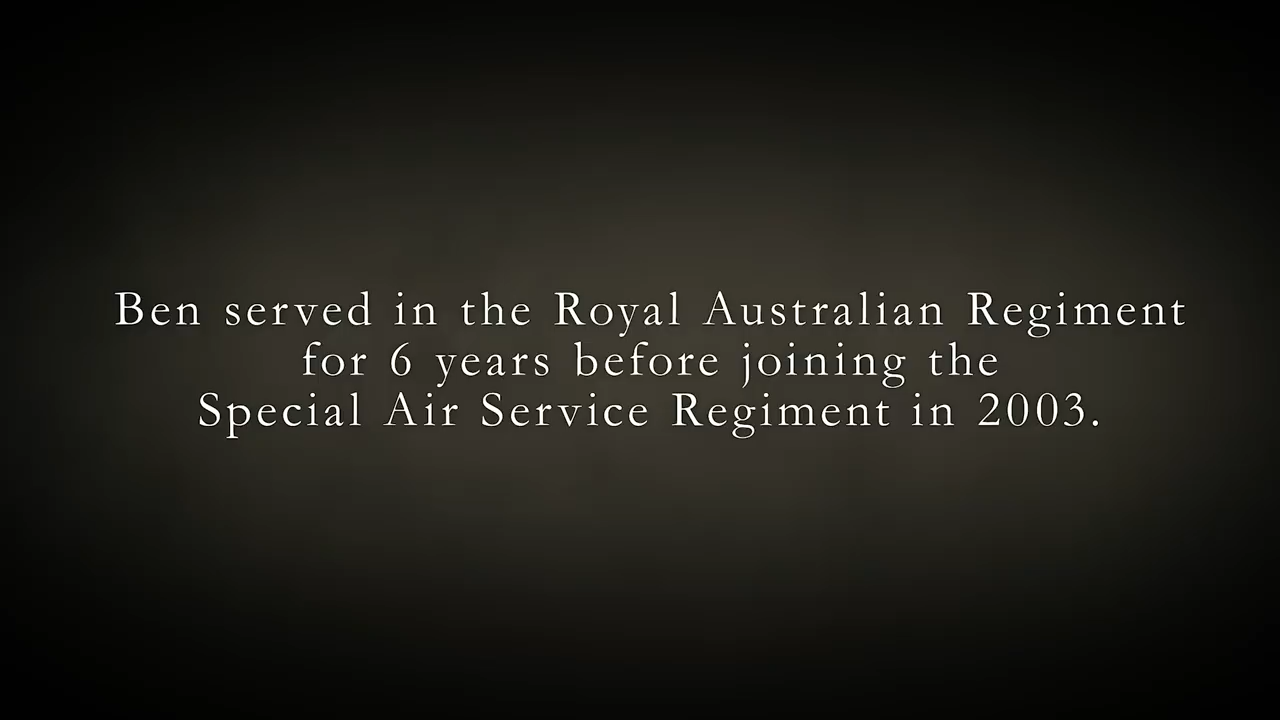 Ben served in the Royal Australian Regiment
for 6 years before joining the
Special Air Service Regiment in 2003.